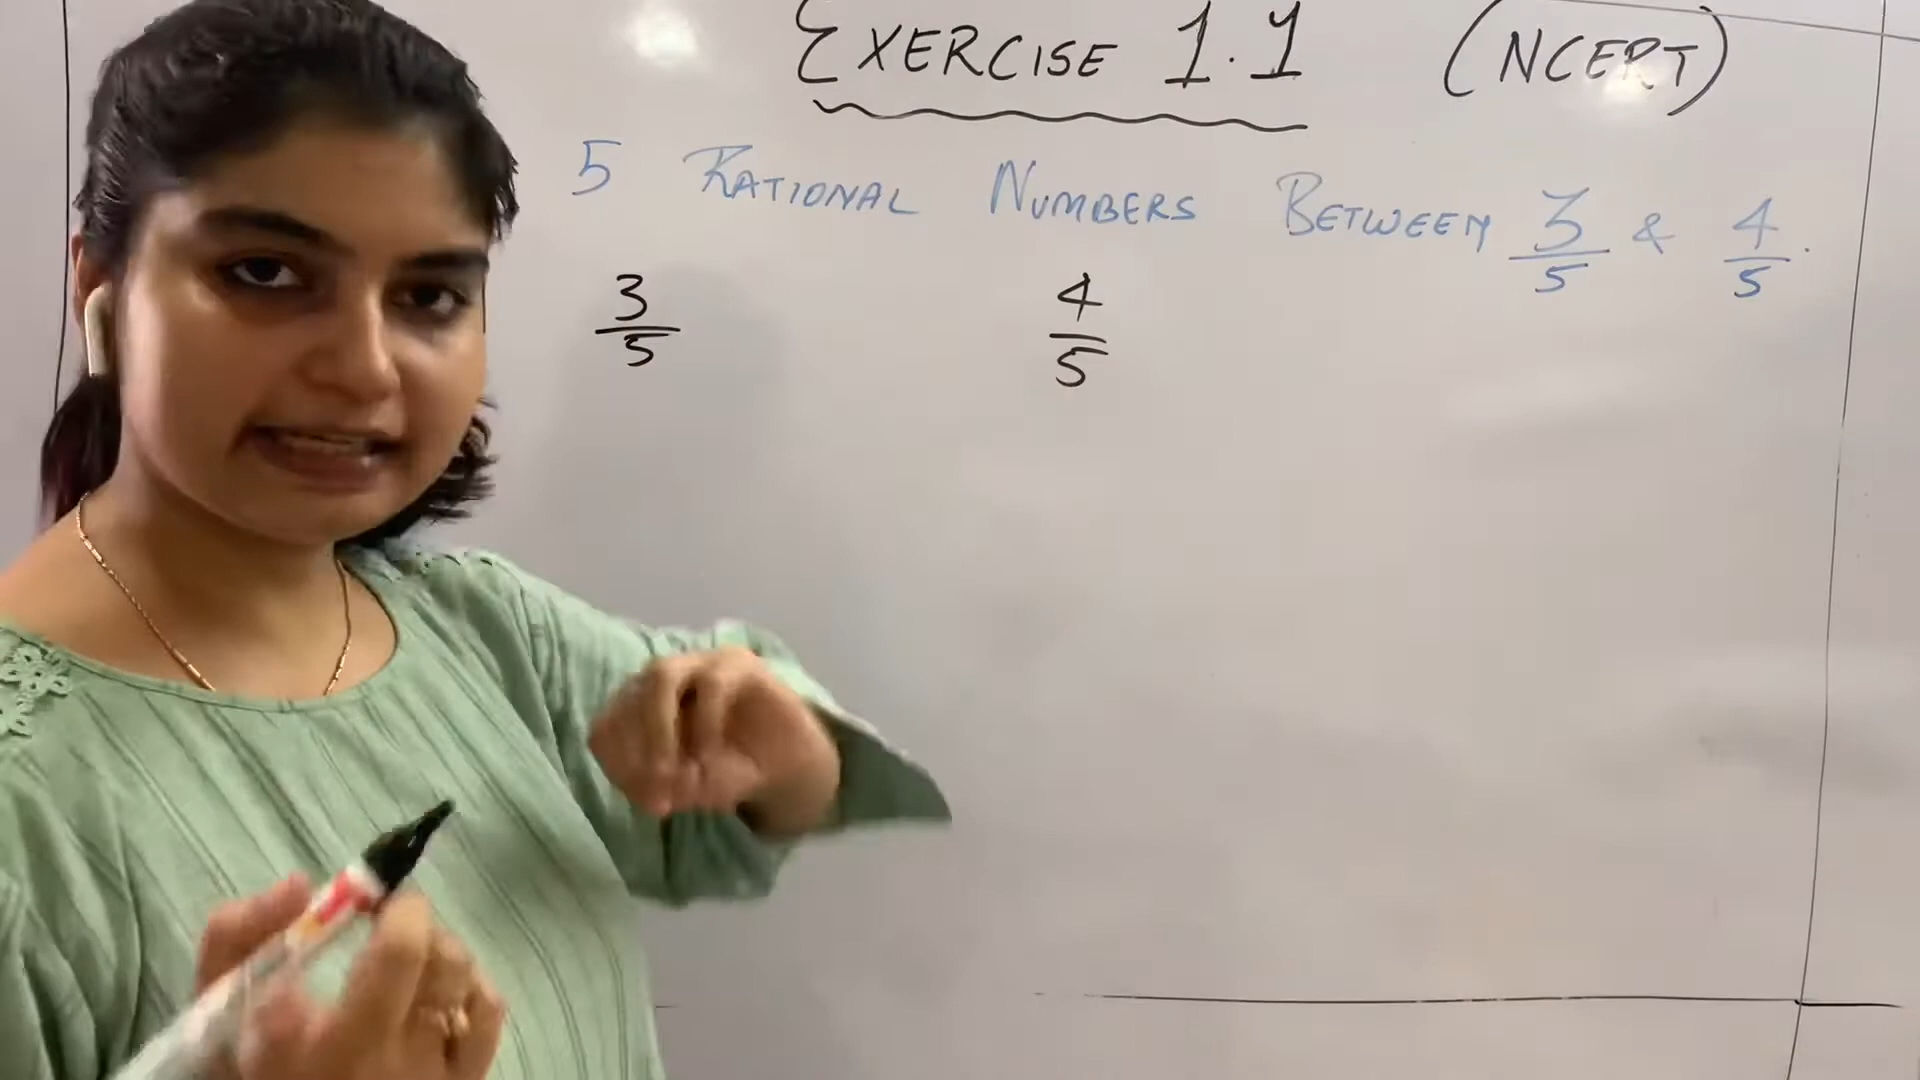 EXERCISE 1.1 (NCERT)
5 RATIONAL NUMBERS BETWEEN 3/5 & 4/5.
3/5 4/5